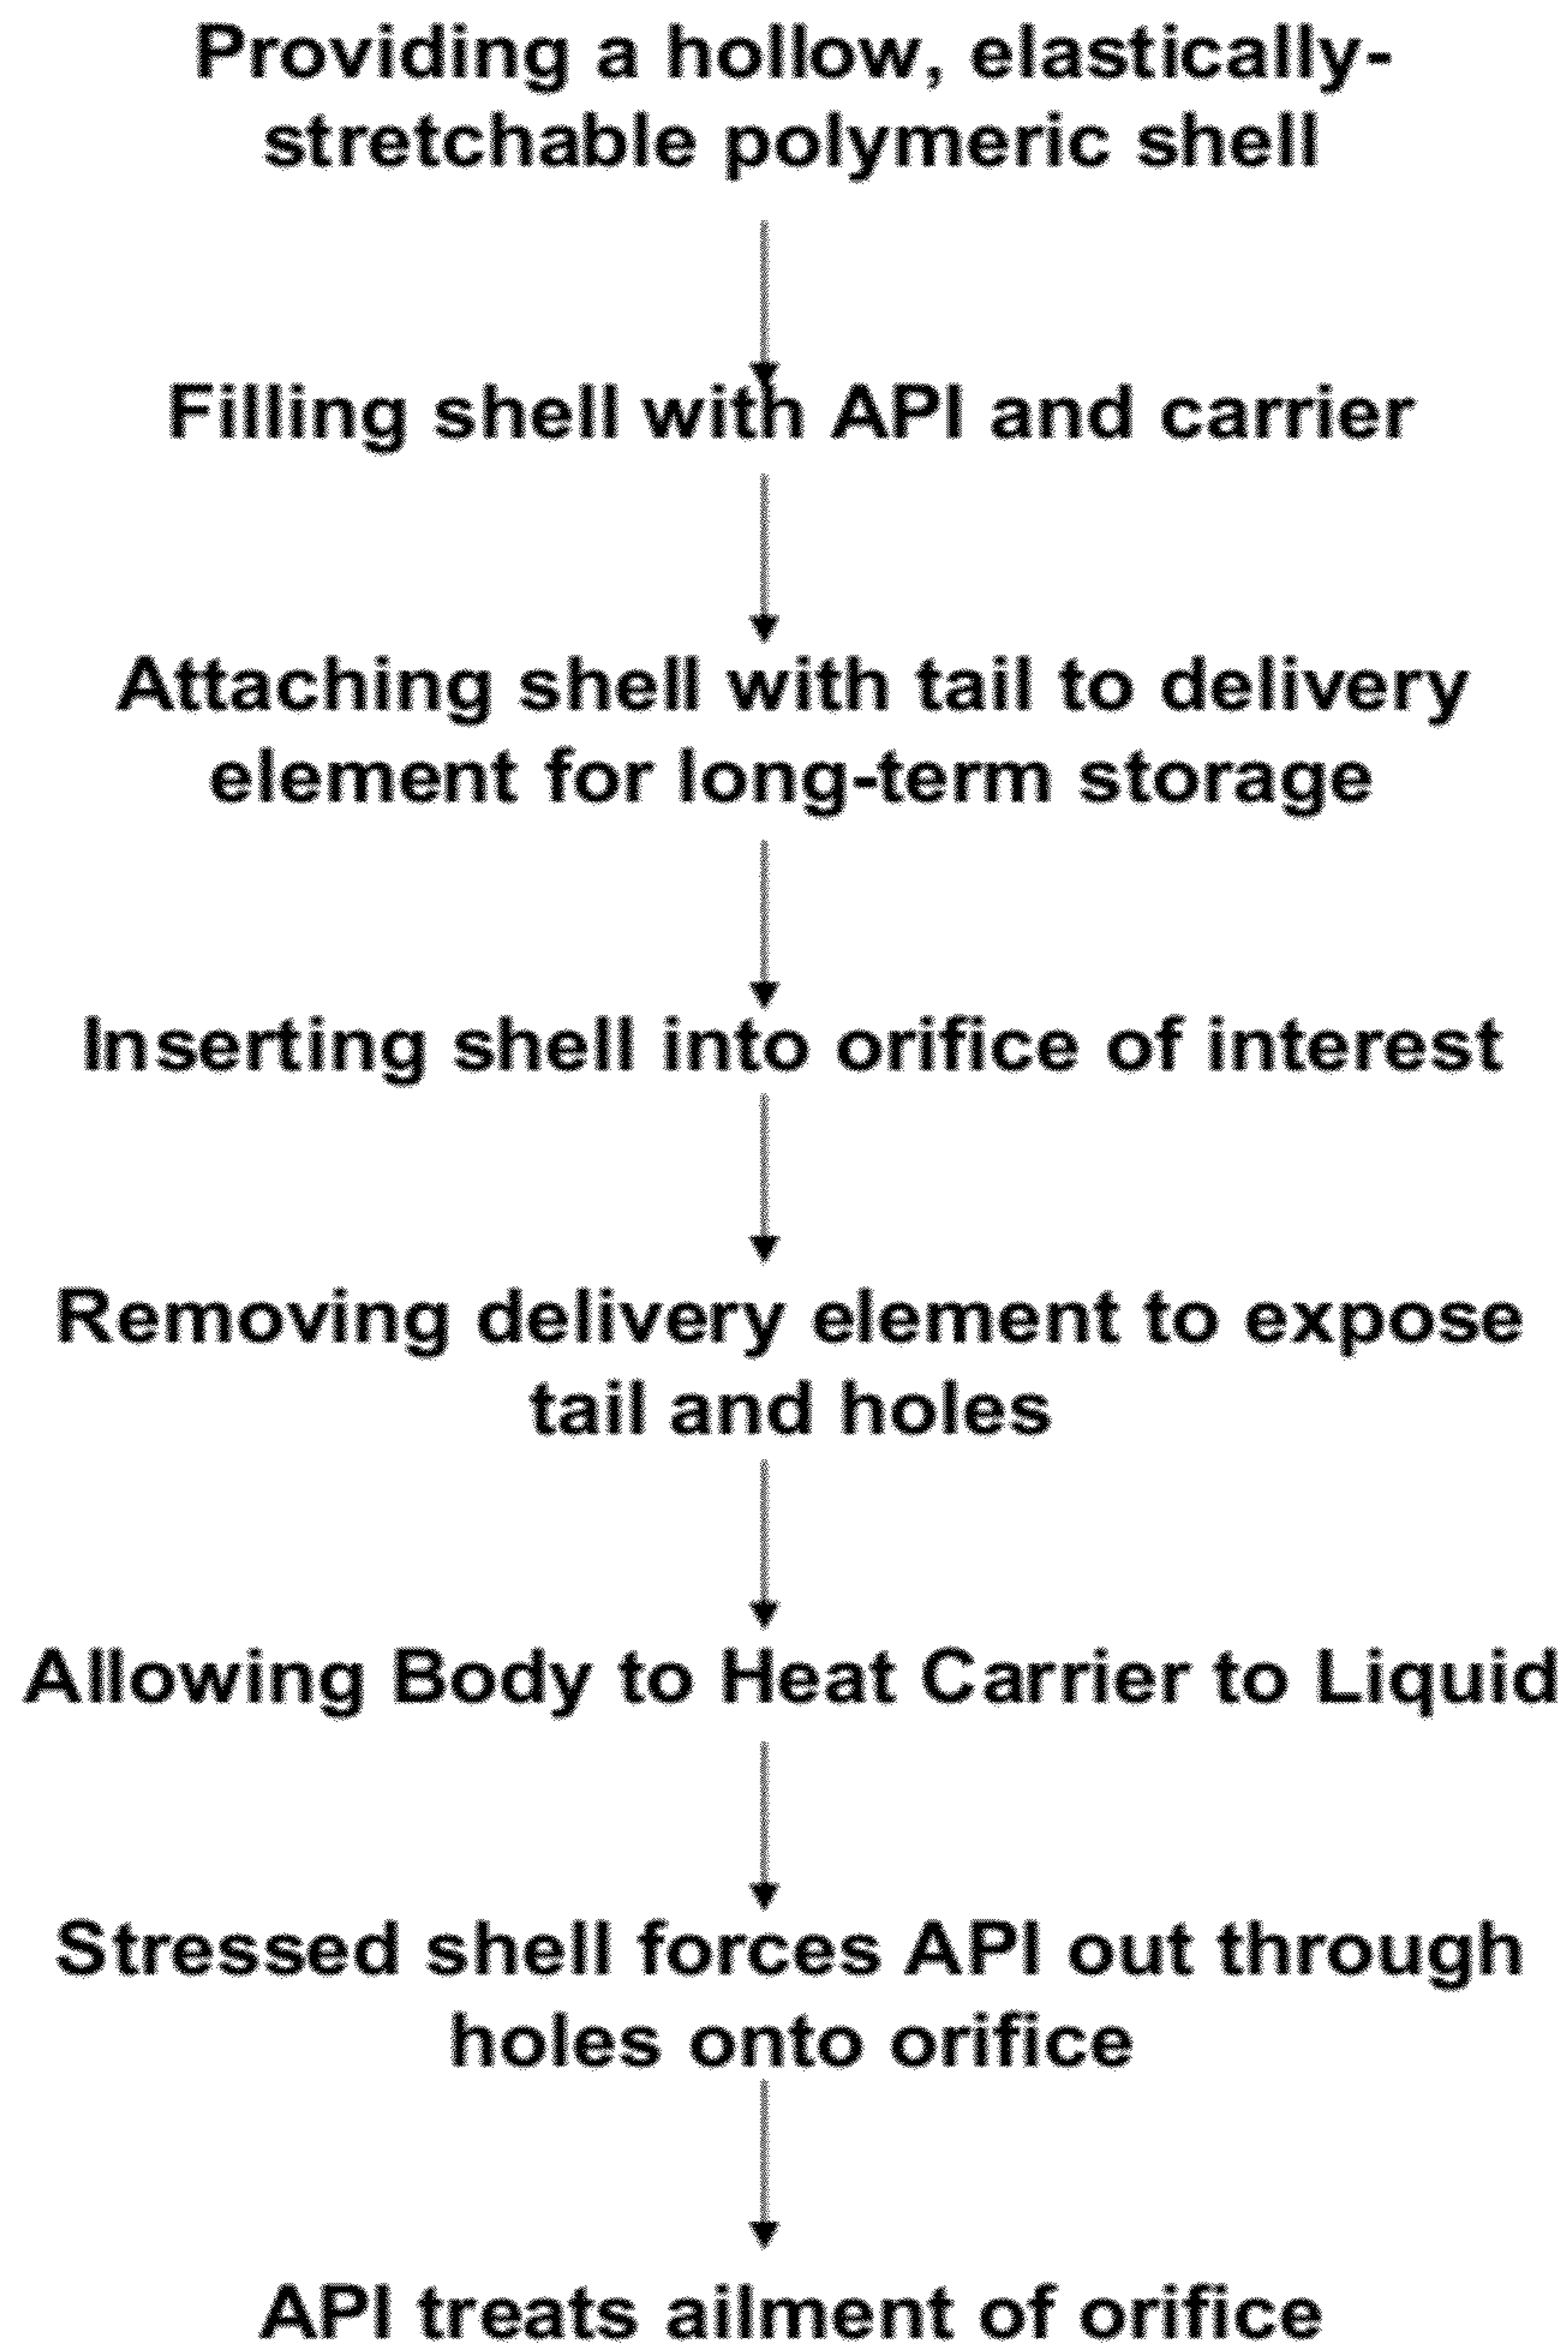 Providing a hollow, elastically-
stretchable polymeric shell
Filling shell with API and carrier
Attaching shell with tail to delivery
element for long-term storage
Inserting shell into orifice of interest
Removing delivery element to expose
tail and holes
Allowing Body to Heat Carrier to Liquid
Stressed shell forces API out through
holes onto orifice
API treats ailment of orifice